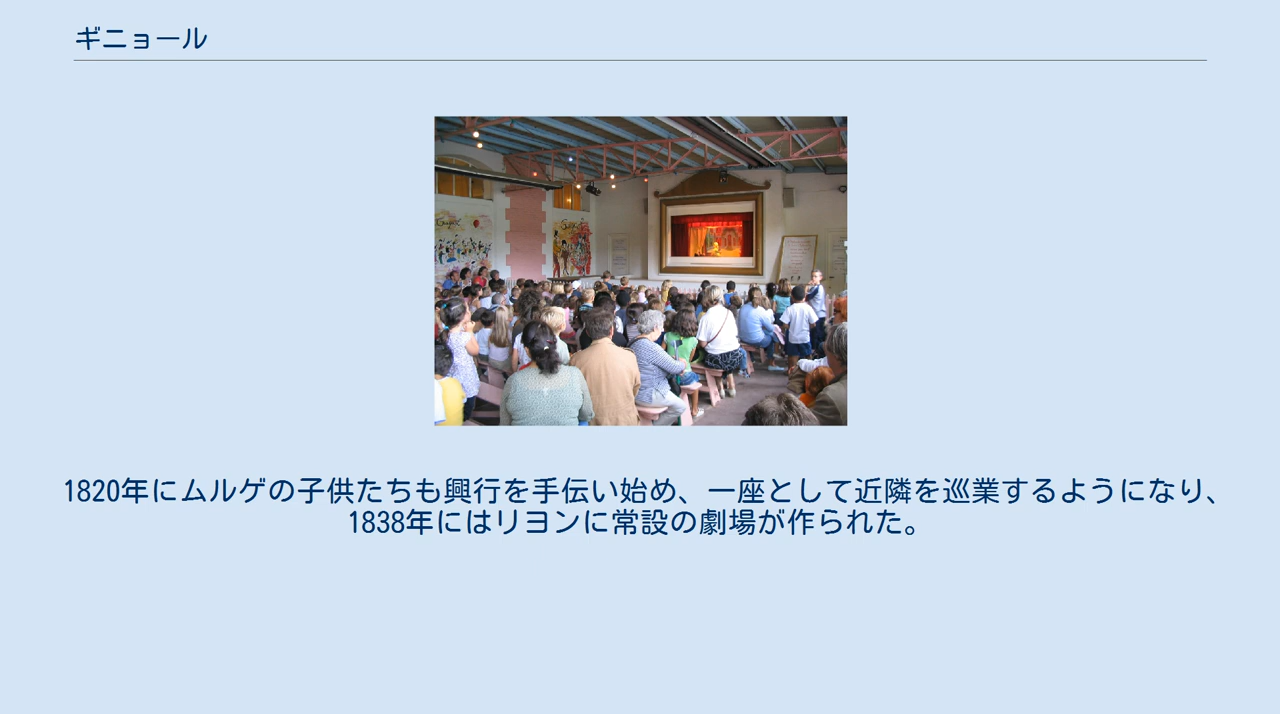 ギニョール
1820年にムルゲの子供たちも興行を手伝い始め、一座として近隣を巡業するようになり、
1838年にはリヨンに常設の劇場が作られた。